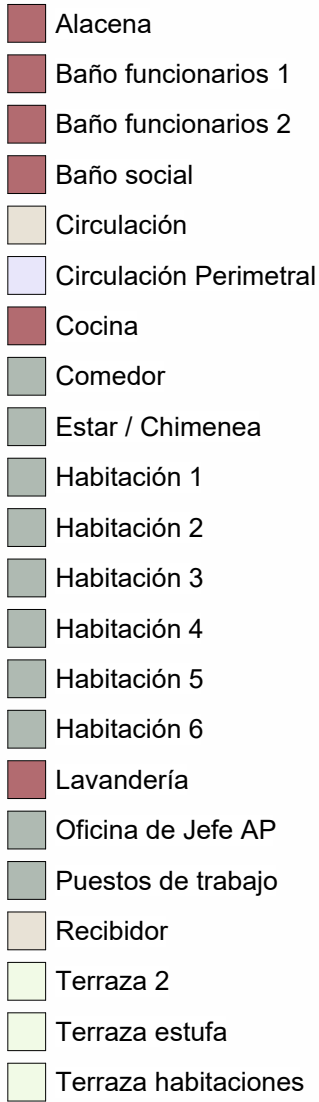 Alacena
Baño funcionarios 1
Baño funcionarios 2
Baño social
Circulación
Circulación Perimetral
Cocina
Comedor
Estar / Chimenea
Habitación 1
Habitación 2
Habitación 3
Habitación 4
Habitación 5
Habitación 6
Lavandería
Oficina de Jefe AP
Puestos de trabajo
Recibidor
Terraza 2
Terraza estufa
Terraza habitaciones